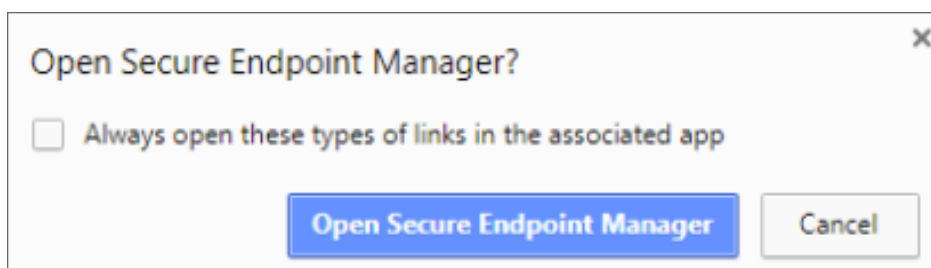 Open Secure Endpoint Manager?
Always open these types of links in the associated app
Open Secure Endpoint Manager Cancel